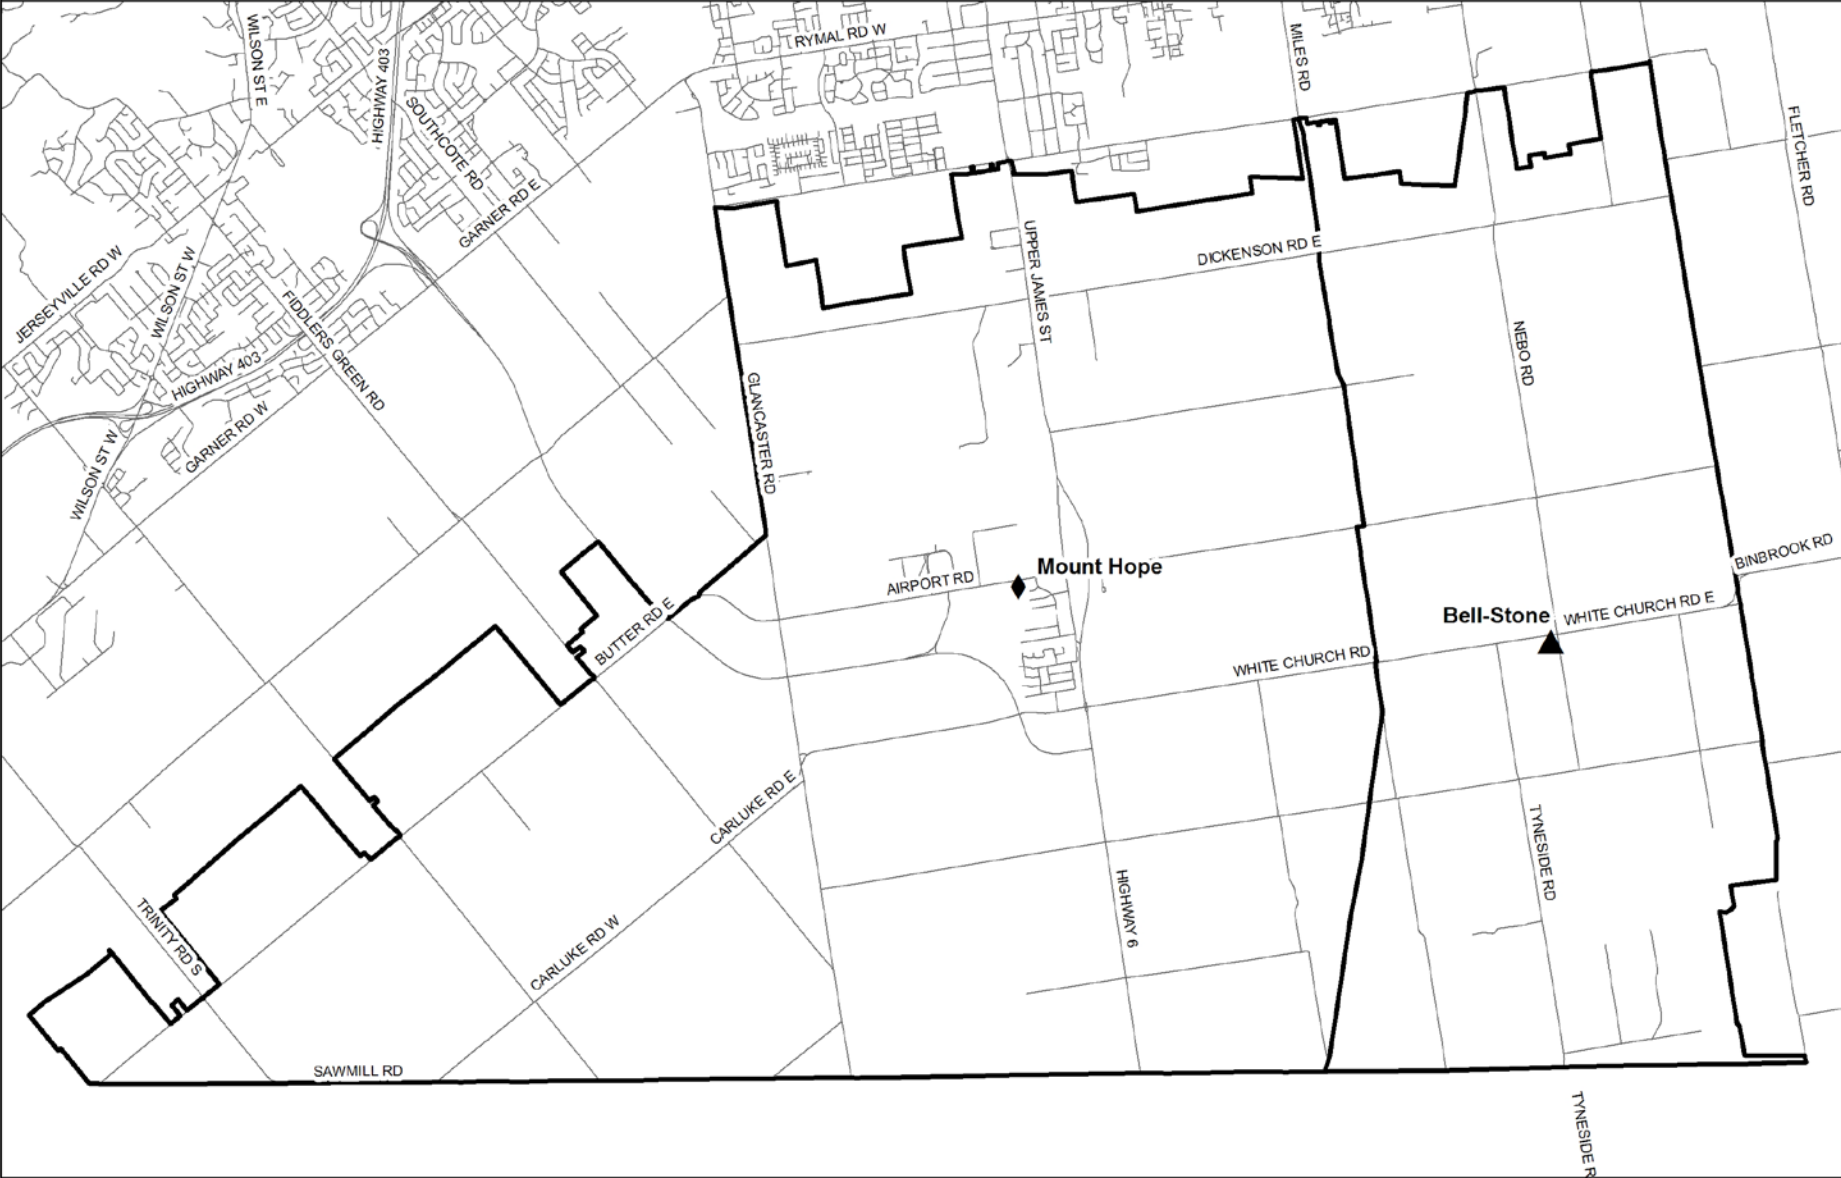 WILSON ST E
HIGHWAY 403
RYMAL RD W
MILES RD
SOUTHCOTE RD
FLETCHER RD
GARNER RD E
JERSEYVILLE RD W
WILSON ST W
FIDDLERS GREEN RD
UPPER JAMES ST
DICKENSON RD E
HIGHWAY 403
NEBO RD
GARNER RD W
GLANCASTER RD
WILSON ST W
BINBROOK RD
Mount Hope
AIRPORT RD
Bell-Stone
WHITE CHURCH RD E
BUTTER RD E
WHITE CHURCH RD
CARLUKE RD E
TYNESIDE RD
HIGHWAY 6
TRINITY RD S
CARLUKE RD W
SAWMILL RD
TYNESIDE R